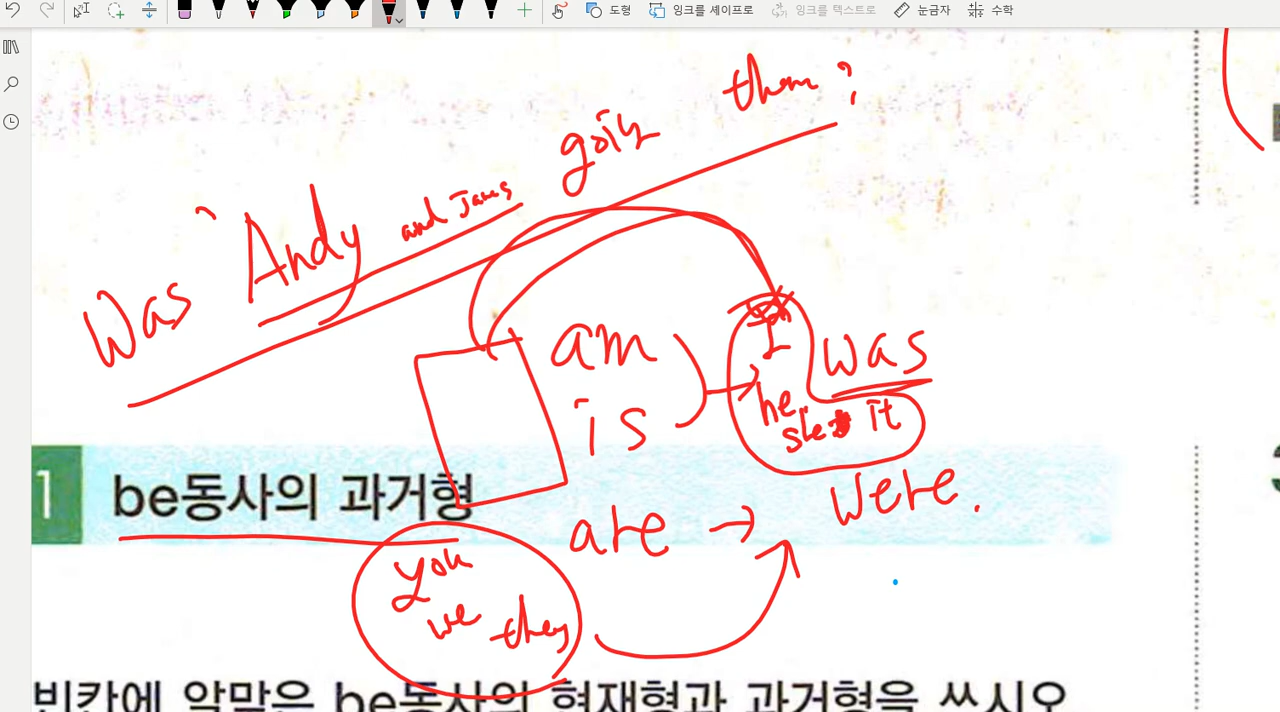 도형 잉크를 셰이프로 잉크를 텍스트로 눈금자 수학
Was Andy and James going them?
am
is
I
he
she it
was
1 be동사의 과거형
are → were.
you
we they
빈칸에 알맞은 be동사의 현재형과 과거형을 쓰시오